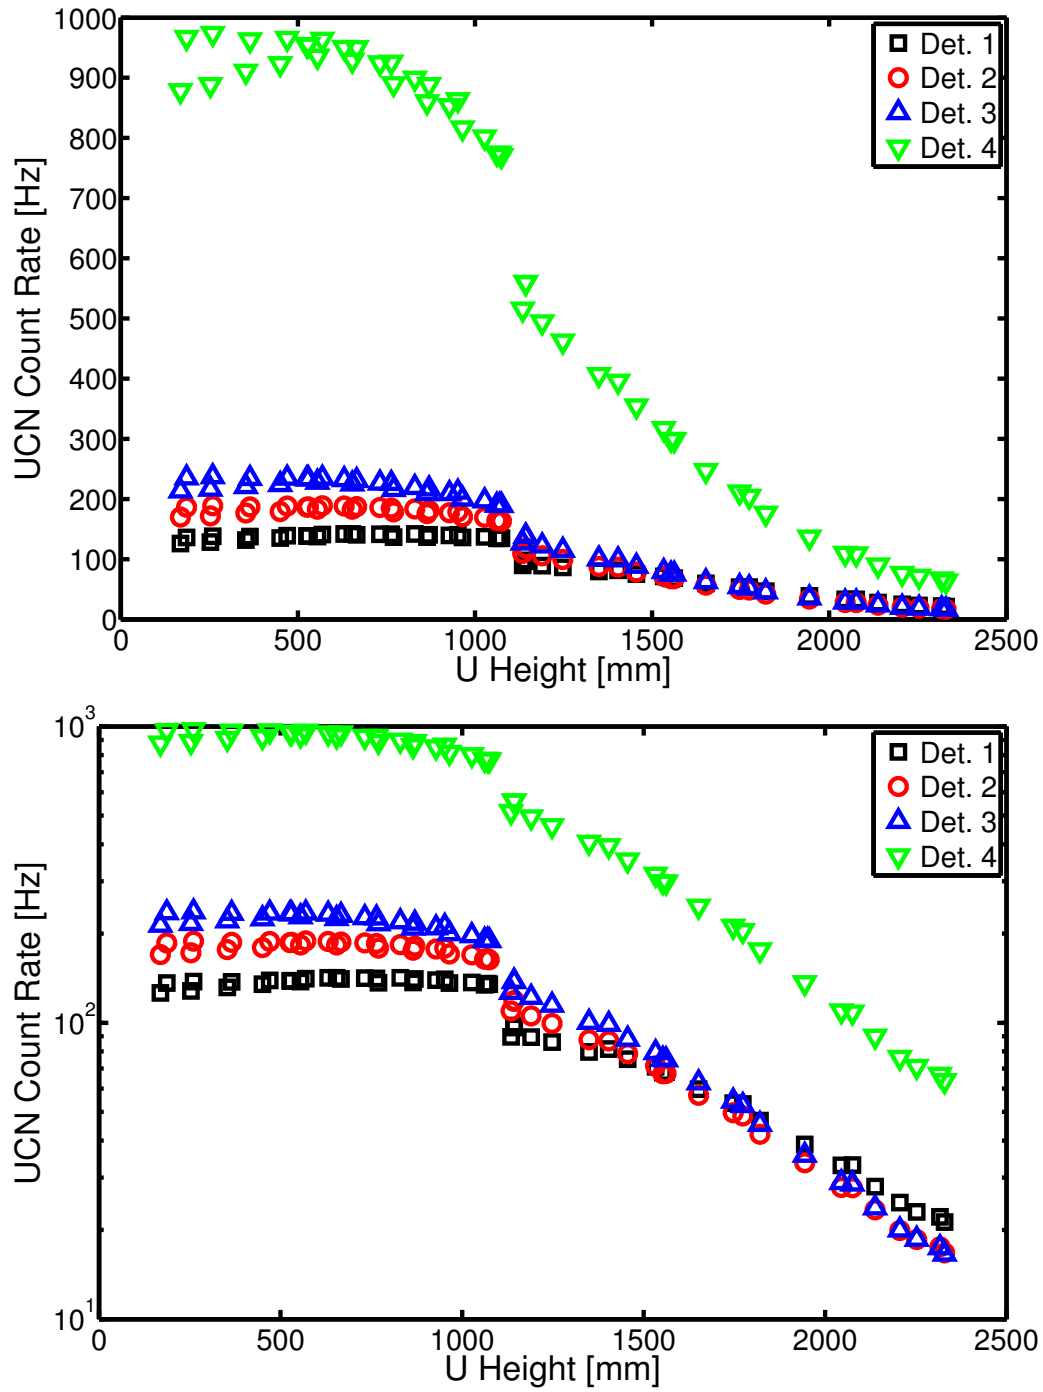 1000
900
800
700
600
500
400
300
200
100
0
UCN Count Rate [Hz]
Det. 1
Det. 2
Det. 3
Det. 4
0 500 1000 1500 2000 2500
U Height [mm]
10^3
10^2
10^1
UCN Count Rate [Hz]
Det. 1
Det. 2
Det. 3
Det. 4
0 500 1000 1500 2000 2500
U Height [mm]